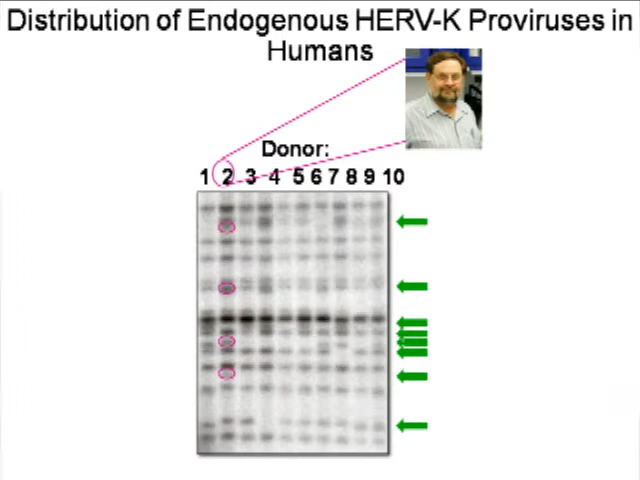 Distribution of Endogenous HERV-K Proviruses in
Humans
Donor:
1 2 3 4 5 6 7 8 9 10